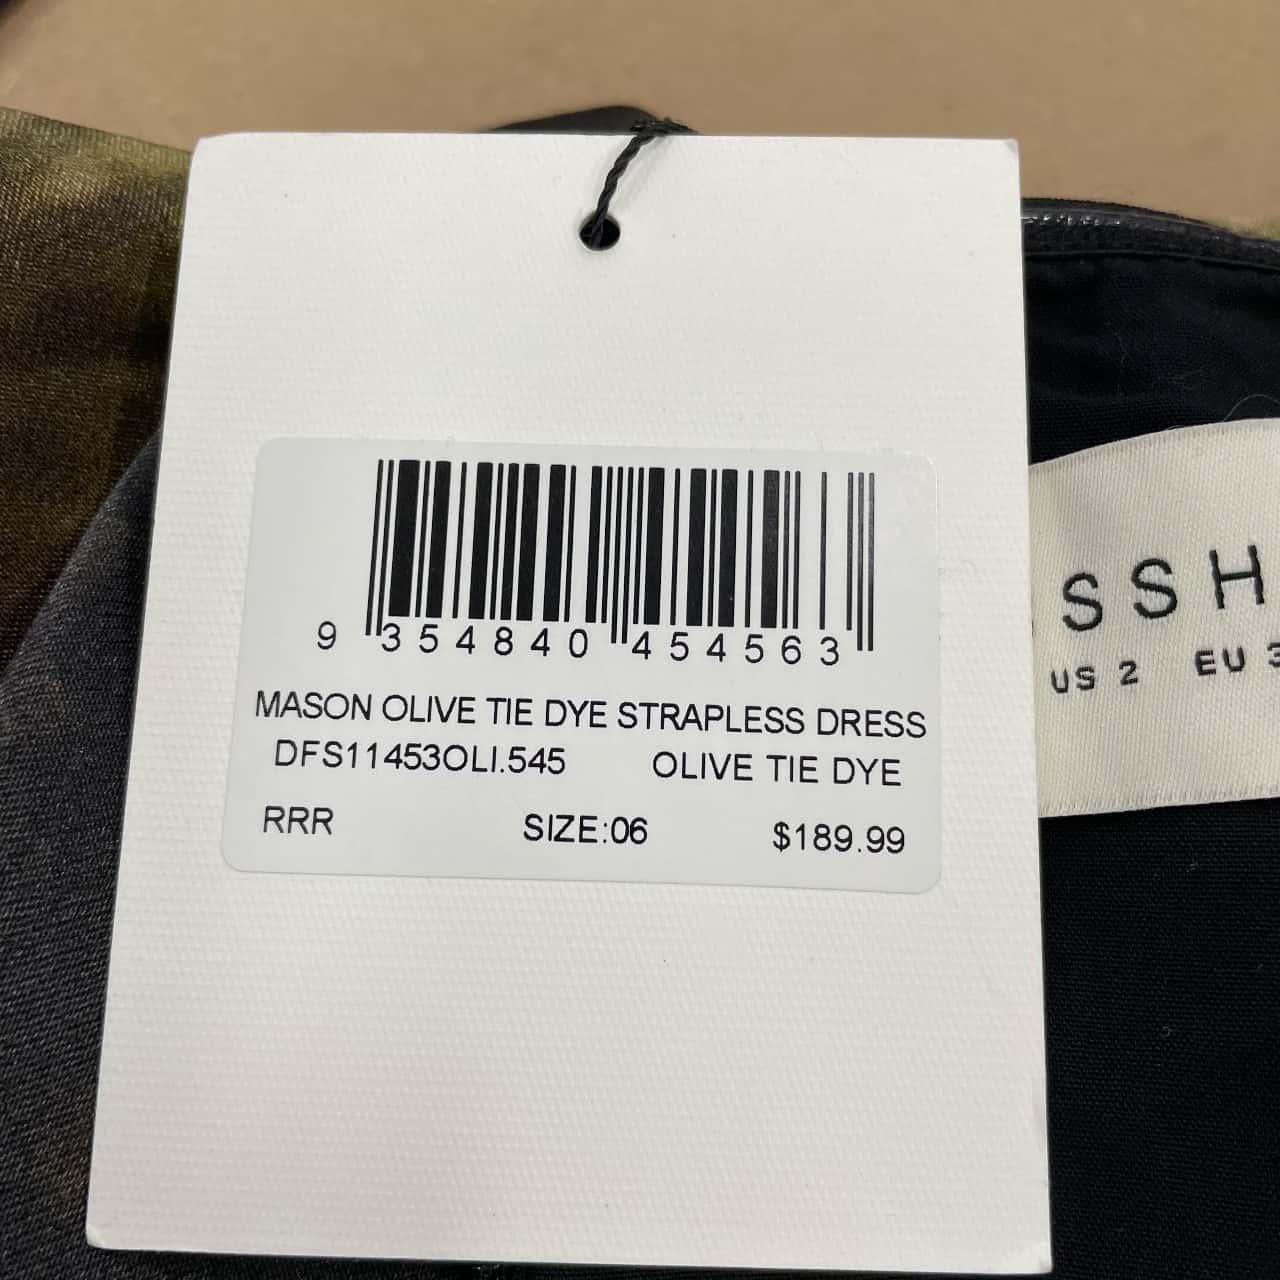 9 354840 454563
MASON OLIVE TIE DYE STRAPLESS DRESS
DFS11453OLI.545 OLIVE TIE DYE
RRR SIZE:06 $189.99
SSH
US 2 EU 3